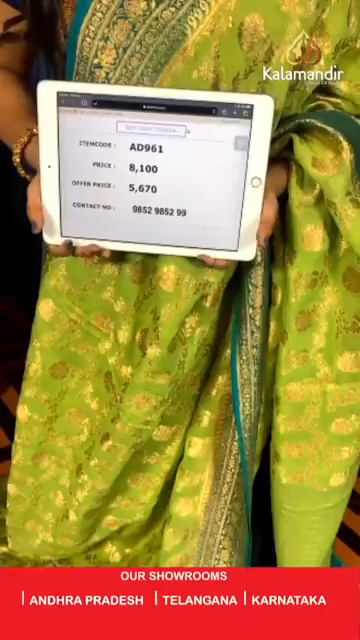 Kalamandir
ITEMCODE : AD961
PRICE : 8,100
OFFER PRICE : 5,670
CONTACT NO : 9852 9852 99
OUR SHOWROOMS
| ANDHRA PRADESH | TELANGANA | KARNATAKA